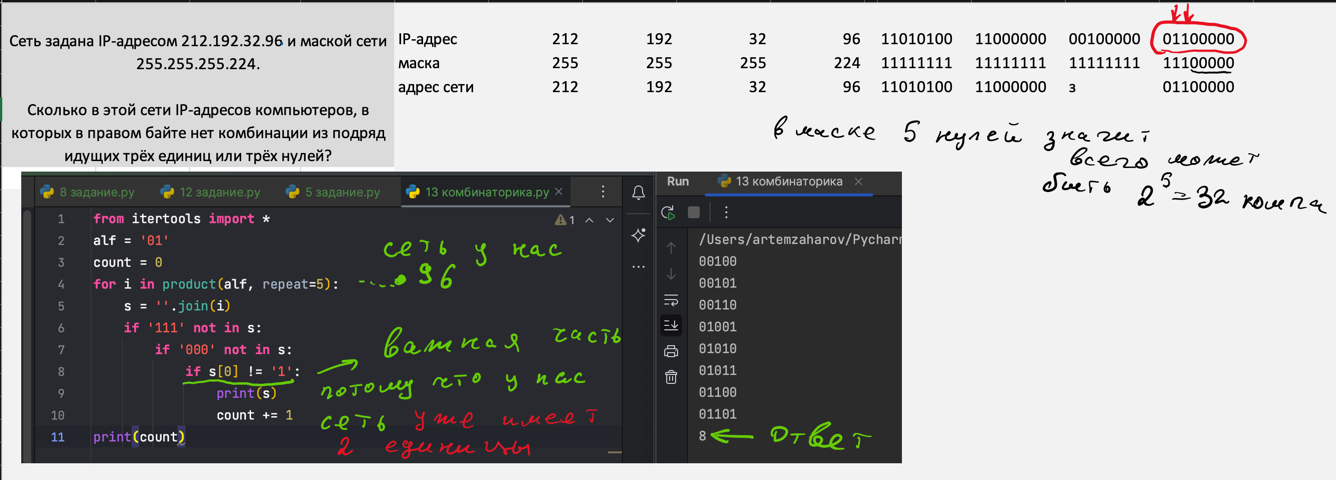 Сеть задана IP-адресом 212.192.32.96 и маской сети
255.255.255.224.
Сколько в этой сети IP-адресов компьютеров, в
которых в правом байте нет комбинации из подряд
идущих трёх единиц или трёх нулей?
IP-адрес 212 192 32 96 11010100 11000000 00100000 01100000
маска 255 255 255 224 11111111 11111111 11111111 11100000
адрес сети 212 192 32 96 11010100 11000000 з 01100000
в маске 5 нулей значит
всего может
быть 2^5 = 32 компа
8 задание.py 12 задание.py 5 задание.py 13 комбинаторика.py
1 from itertools import *
2 alf = '01'
3 count = 0
4 for i in product(alf, repeat=5):
5 s = ''.join(i)
6 if '111' not in s:
7 if '000' not in s:
8 if s[0] != '1':
9 print(s)
10 count += 1
11 print(count)
1
сеть у нас
.....96
важная часть
потому что у нас
сеть уже имеет
2 единицы
Run 13 комбинаторика
/Users/artemzaharov/Pycharm
00100
00101
00110
01001
01010
01011
01100
01101
8
ответ